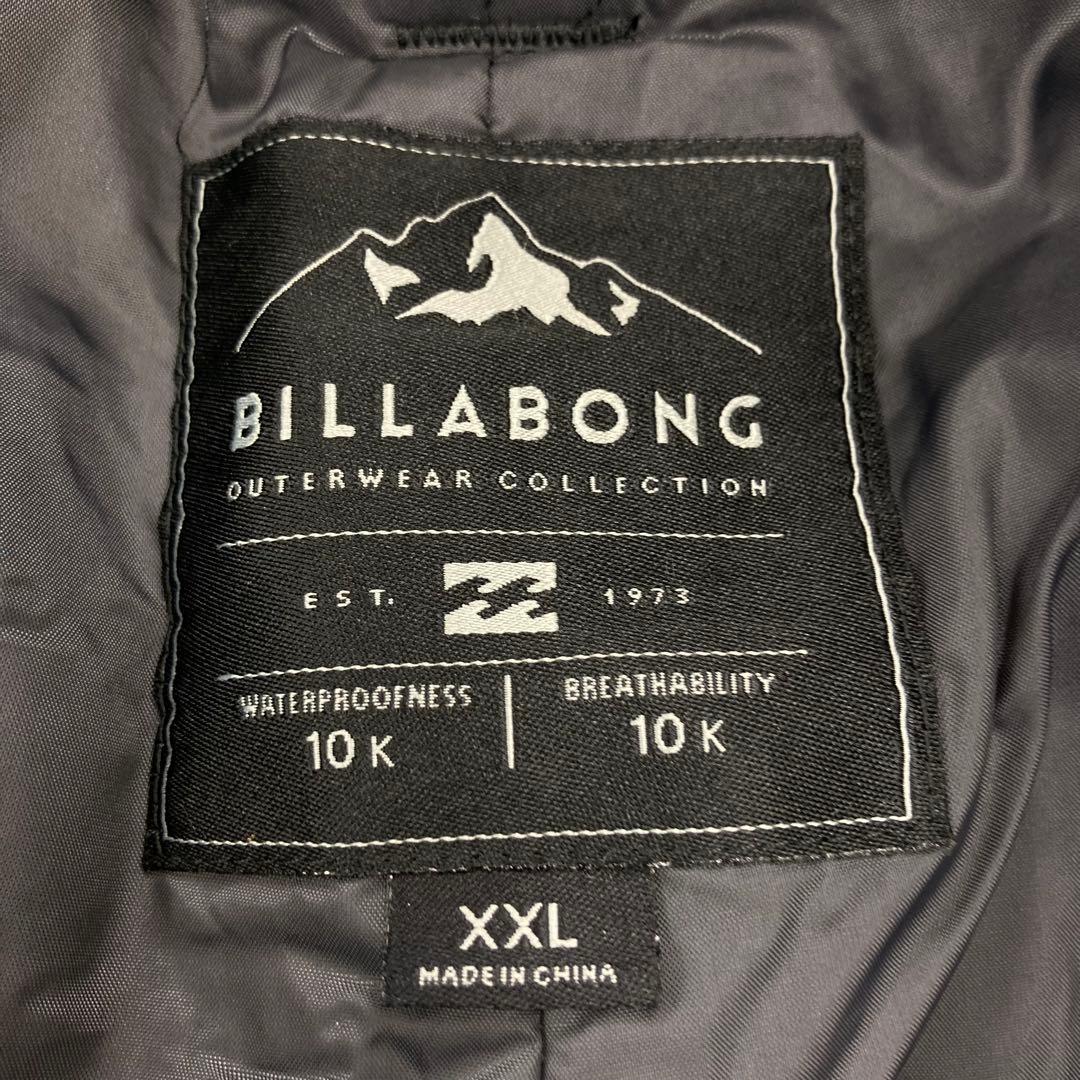 BILLABONG
OUTERWEAR COLLECTION
EST. 1973
WATERPROOFNESS BREATHABILITY
10 K 10 K
XXL
MADE IN CHINA